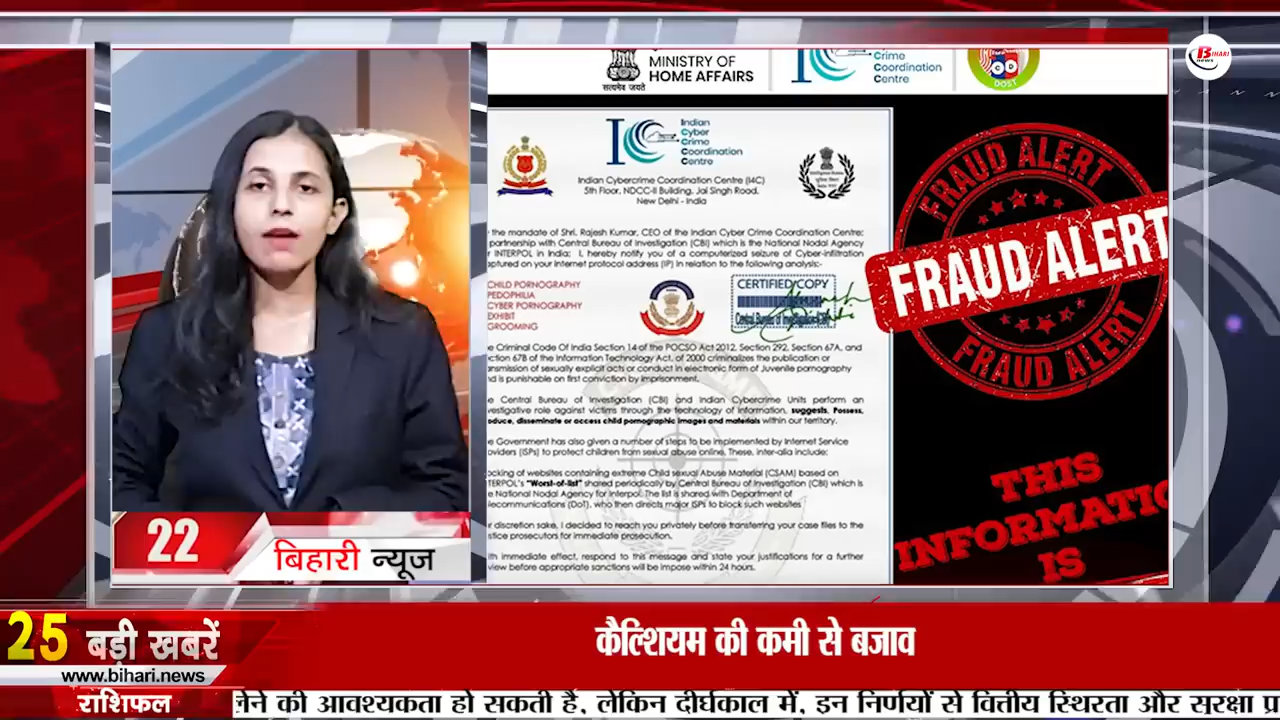 MINISTRY OF
HOME AFFAIRS
सत्यमेव जयते
Crime
Coordination
Centre
DOST
BIHARI
news
Indian
Cyber
Crime
Coordination
Centre
Indian Cybercrime Coordination Centre (I4C)
5th Floor, NDCC-II Building, Jai Singh Road,
New Delhi - India
the mandate of Shri. Rajesh Kumar, CEO of the Indian Cyber Crime Coordination Centre;
partnership with Central Bureau of Investigation (CBI) which is the National Nodal Agency
INTERPOL in India; I, hereby notify you of a computerized seizure of Cyber-infiltration
aptured on your internet protocol address (IP) in relation to the following analysis:-
CHILD PORNOGRAPHY
PEDOPHILIA
CYBER PORNOGRAPHY
EXHIBIT
GROOMING
CERTIFIED COPY
Central Bureau of Investigation
e Criminal Code Of India Section 14 of the POCSO Act 2012, Section 292, Section 67A, and
ction 67B of the Information Technology Act, of 2000 criminalizes the publication or
nsmission of sexually explicit acts or conduct in electronic form of Juvenile pornography
d is punishable on first conviction by imprisonment.
e Central Bureau of Investigation (CBI) and Indian Cybercrime Units perform an
vestigative role against victims through the technology of information, suggests. Possess,
oduce, disseminate or access child pornographic images and materials within our territory.
e Government has also given a number of steps to be implemented by Internet Service
oviders (ISPs) to protect children from sexual abuse online. These, inter-alia include:
ocking of websites containing extreme Child sexual Abuse Material (CSAM) based on
TERPOL's "Worst-of-list" shared periodically by Central Bureau of Investigation (CBI) which is
e National Nodal Agency for Interpol. The list is shared with Department of
lecommunications (DoT), who then directs major ISPs to block such websites
r discretion sake, I decided to reach you privately before transferring your case files to the
stice prosecutors for immediate prosecution.
th immediate effect, respond to this message and state your justifications for a further
view before appropriate sanctions will be impose within 24 hours.
FRAUD ALERT
FRAUD ALERT
FRAUD ALERT
THIS
INFORMATIO
IS
22
बिहारी न्यूज
25 बड़ी खबरें
www.bihari.news
कैल्शियम की कमी से बजाव
राशिफल
लेने की आवश्यकता हो सकती है, लेकिन दीर्घकाल में, इन निर्णयों से वित्तीय स्थिरता और सुरक्षा प्र